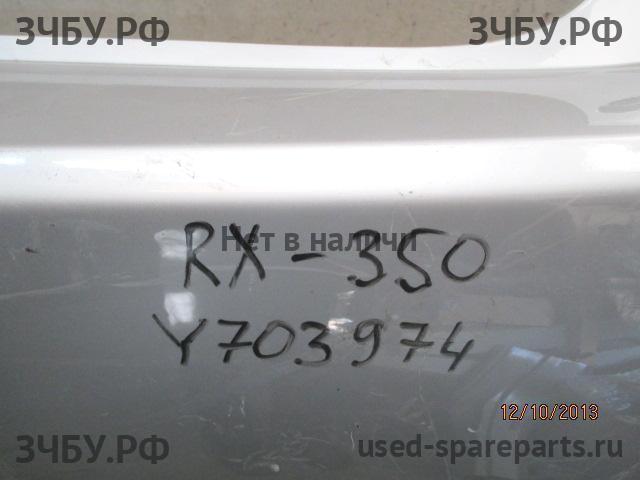 ЗЧБУ.РФ ЗЧБУ.РФ
Нет в наличи
RX-350
Y703974
12/10/2013
ЗЧБУ.РФ used-spareparts.ru